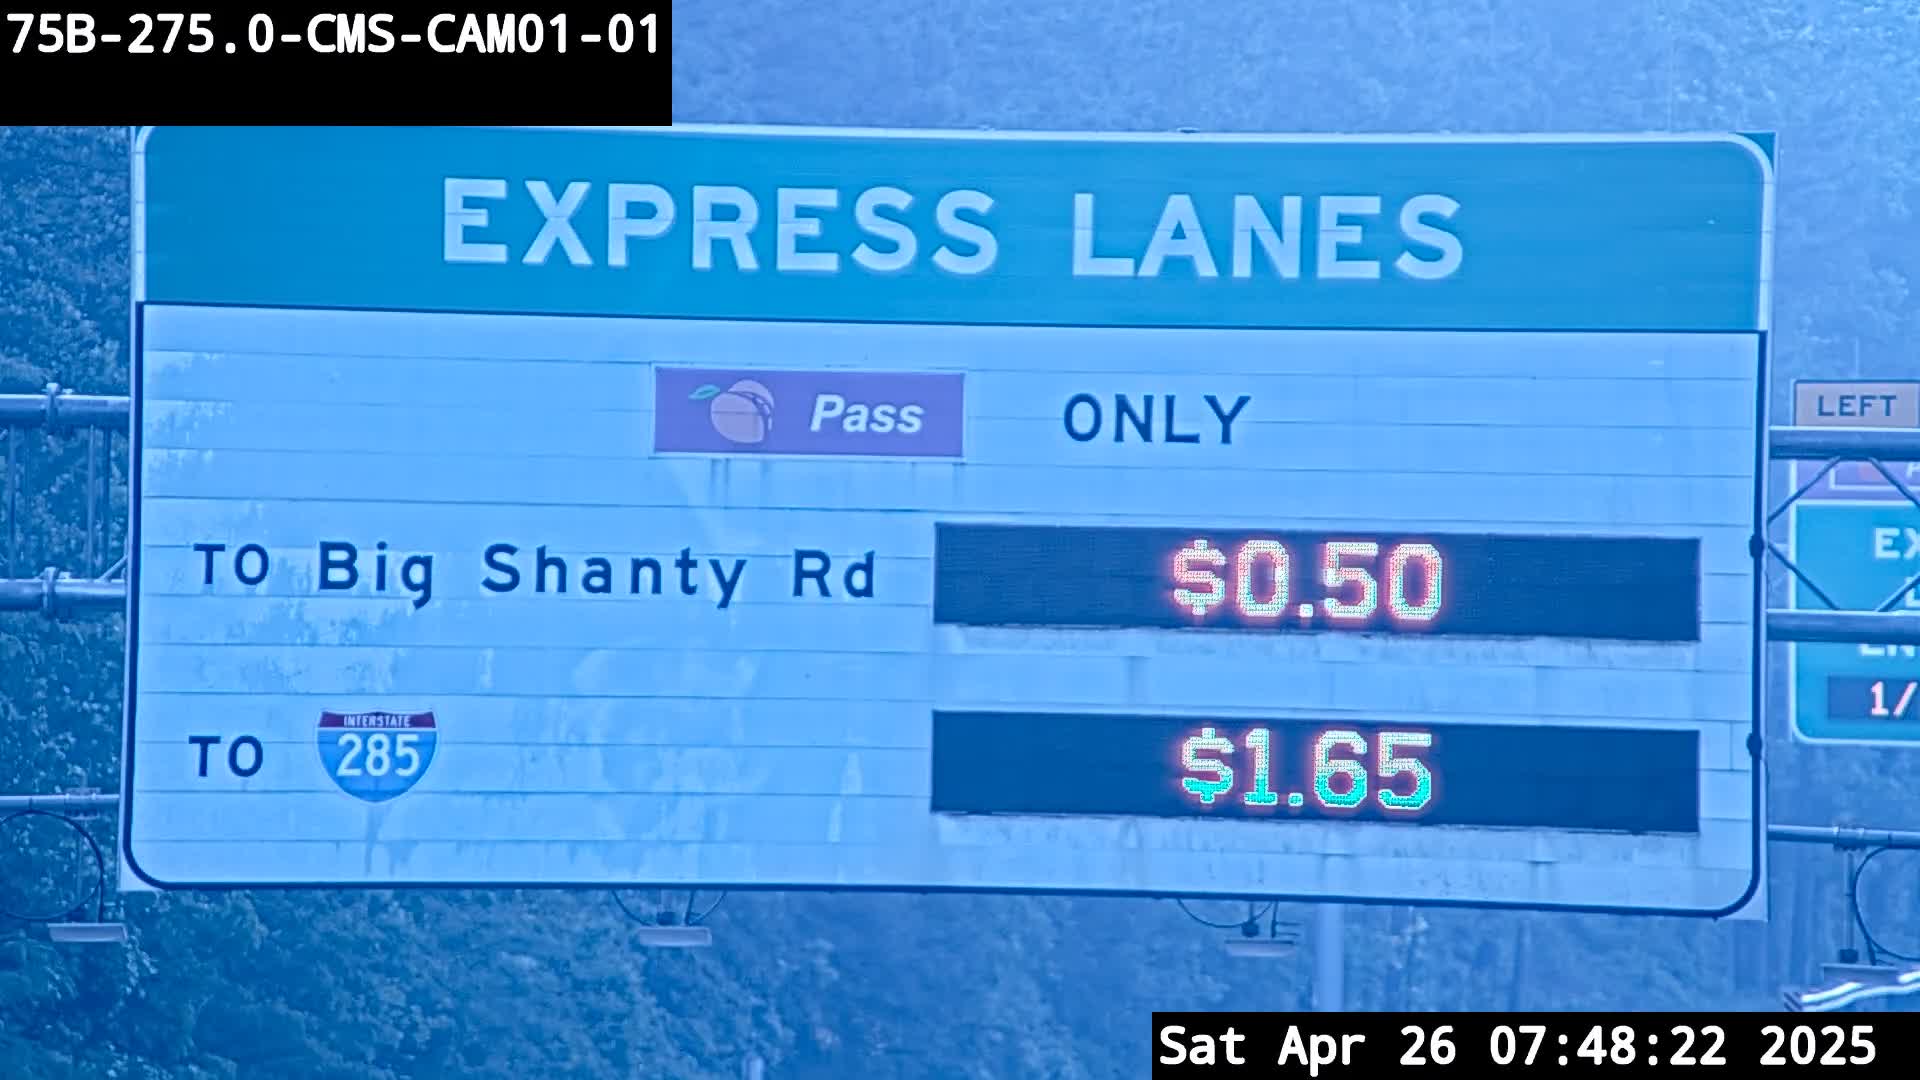 75B-275.0-CMS-CAM01-01
EXPRESS LANES
Pass ONLY
LEFT
TO Big Shanty Rd $0.50
INTERSTATE
TO 285 $1.65
1/
Sat Apr 26 07:48:22 2025